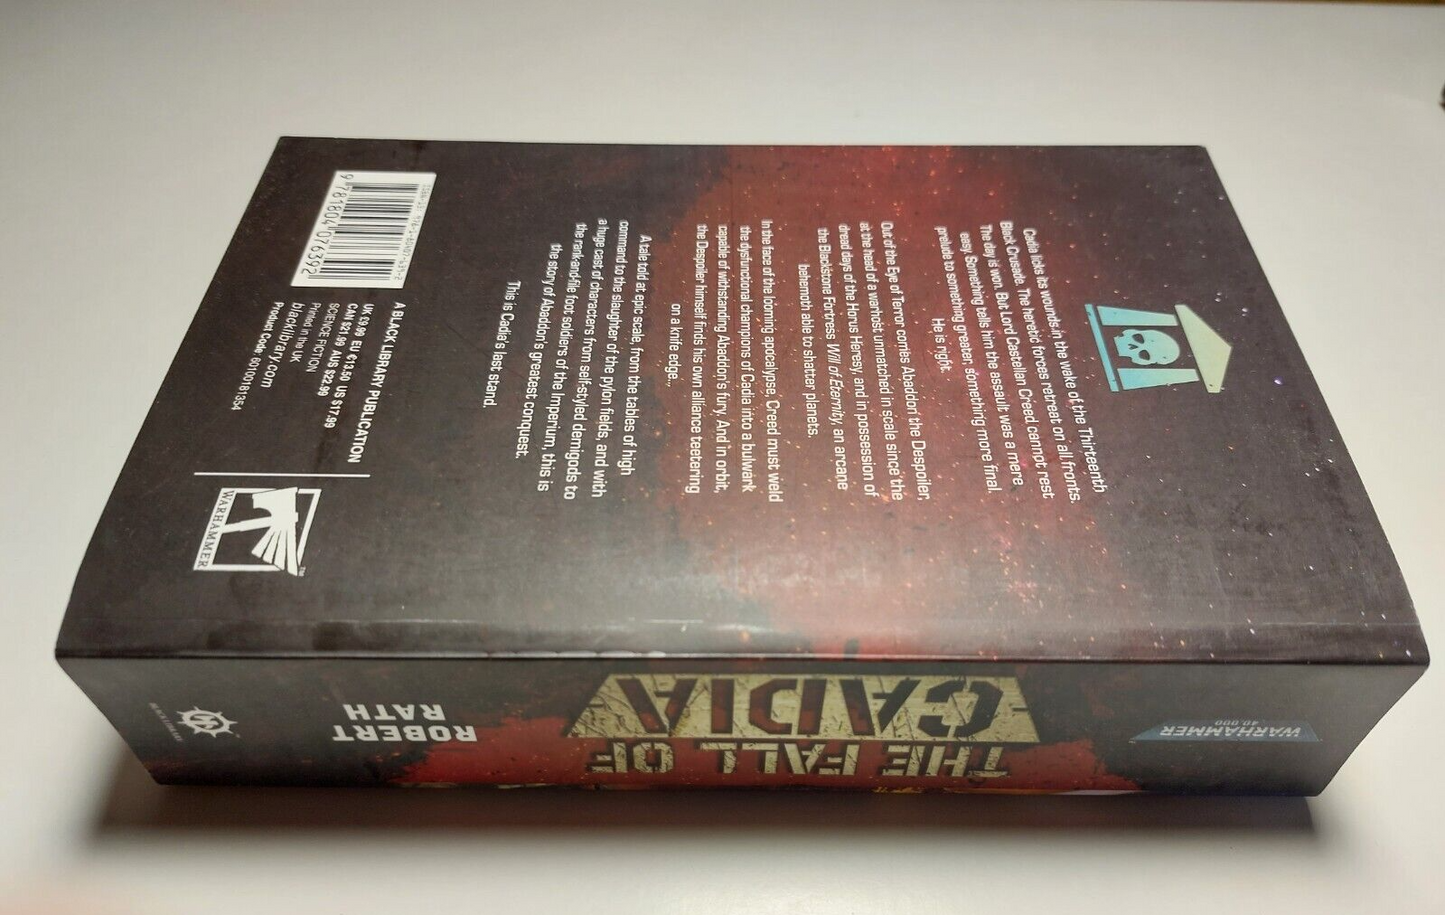 Cadia licks its wounds in the wake of the Thirteenth
Black Crusade. The heretic forces retreat on all fronts.
The day is won. But Lord Castellan Creed cannot rest
easy. Something tells him the assault was a mere
prelude to something greater, something more final.
He is right.
Out of the Eye of Terror comes Abaddon the Despoiler,
at the head of a warhost unmatched in scale since the
dread days of the Horus Heresy, and in possession of
the Blackstone Fortress Will of Eternity, an arcane
behemoth able to shatter planets.
In the face of the looming apocalypse, Creed must weld
the dysfunctional champions of Cadia into a bulwark
capable of withstanding Abaddon's fury. And in orbit,
the Despoiler himself finds his own alliance teetering
on a knife edge...
A tale told at epic scale, from the tables of high
command to the slaughter of the pylon fields, and with
a huge cast of characters from self-styled demigods to
the rank-and-file foot soldiers of the Imperium, this is
the story of Abaddon's greatest conquest.
This is Cadia's last stand.
A BLACK LIBRARY PUBLICATION
UK £9.99 EU €13.50 US $17.99
CAN $21.99 AUS $22.99
SCIENCE FICTION
Printed in the UK
blacklibrary.com
Product Code: 60100181354
9 781804 076392
WARHAMMER
WARHAMMER
40,000
THE FALL OF
CADIA
ROBERT
RATH